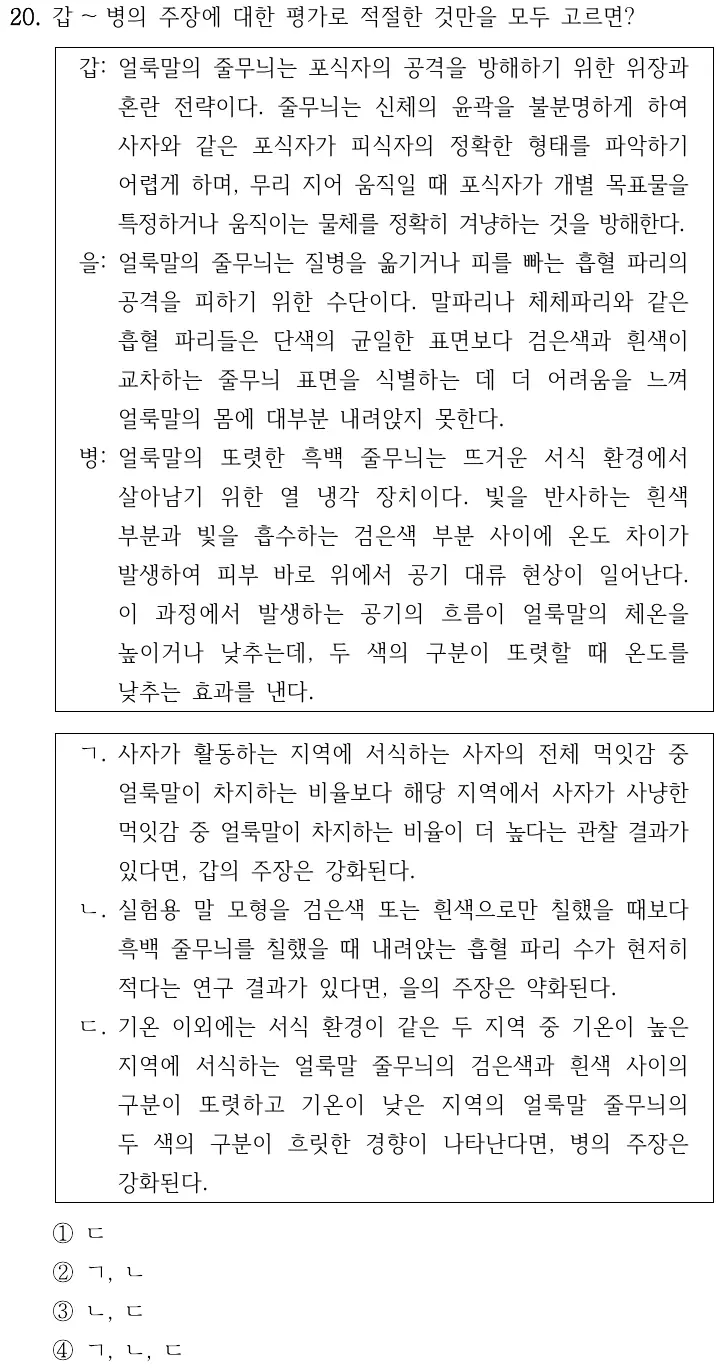 20. 갑 ~ 병의 주장에 대한 평가로 적절한 것만을 모두 고르면?
갑: 얼룩말의 줄무늬는 포식자의 공격을 방해하기 위한 위장과
혼란 전략이다. 줄무늬는 신체의 윤곽을 불분명하게 하여
사자와 같은 포식자가 피식자의 정확한 형태를 파악하기
어렵게 하며, 무리 지어 움직일 때 포식자가 개별 목표물을
특정하거나 움직이는 물체를 정확히 겨냥하는 것을 방해한다.
을: 얼룩말의 줄무늬는 질병을 옮기거나 피를 빠는 흡혈 파리의
공격을 피하기 위한 수단이다. 말파리나 체체파리와 같은
흡혈 파리들은 단색의 균일한 표면보다 검은색과 흰색이
교차하는 줄무늬 표면을 식별하는 데 더 어려움을 느껴
얼룩말의 몸에 대부분 내려앉지 못한다.
병: 얼룩말의 또렷한 흑백 줄무늬는 뜨거운 서식 환경에서
살아남기 위한 열 냉각 장치이다. 빛을 반사하는 흰색
부분과 빛을 흡수하는 검은색 부분 사이에 온도 차이가
발생하여 피부 바로 위에서 공기 대류 현상이 일어난다.
이 과정에서 발생하는 공기의 흐름이 얼룩말의 체온을
높이거나 낮추는데, 두 색의 구분이 또렷할 때 온도를
낮추는 효과를 낸다.
ㄱ. 사자가 활동하는 지역에 서식하는 사자의 전체 먹잇감 중
얼룩말이 차지하는 비율보다 해당 지역에서 사자가 사냥한
먹잇감 중 얼룩말이 차지하는 비율이 더 높다는 관찰 결과가
있다면, 갑의 주장은 강화된다.
ㄴ. 실험용 말 모형을 검은색 또는 흰색으로만 칠했을 때보다
흑백 줄무늬를 칠했을 때 내려앉는 흡혈 파리 수가 현저히
적다는 연구 결과가 있다면, 을의 주장은 약화된다.
ㄷ. 기온 이외에는 서식 환경이 같은 두 지역 중 기온이 높은
지역에 서식하는 얼룩말 줄무늬의 검은색과 흰색 사이의
구분이 또렷하고 기온이 낮은 지역의 얼룩말 줄무늬의
두 색의 구분이 흐릿한 경향이 나타난다면, 병의 주장은
강화된다.
① ㄷ
② ㄱ, ㄴ
③ ㄴ, ㄷ
④ ㄱ, ㄴ, ㄷ